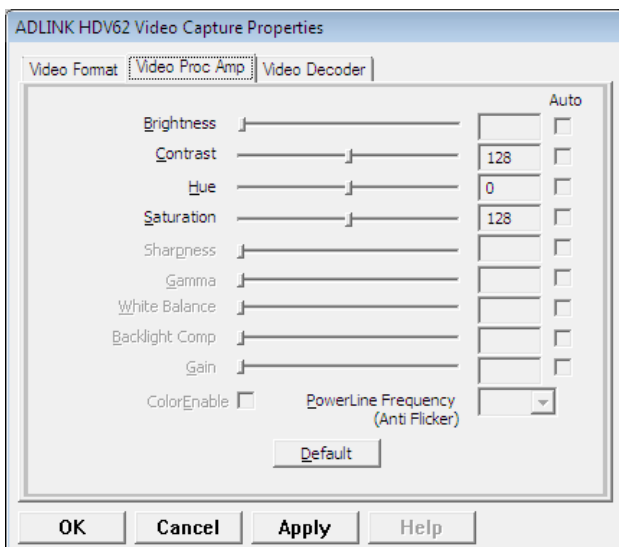 ADLINK HDV62 Video Capture Properties
Video Format Video Proc Amp Video Decoder
Auto
Brightness
Contrast 128
Hue 0
Saturation 128
Sharpness
Gamma
White Balance
Backlight Comp
Gain
ColorEnable PowerLine Frequency
(Anti Flicker)
Default
OK Cancel Apply Help